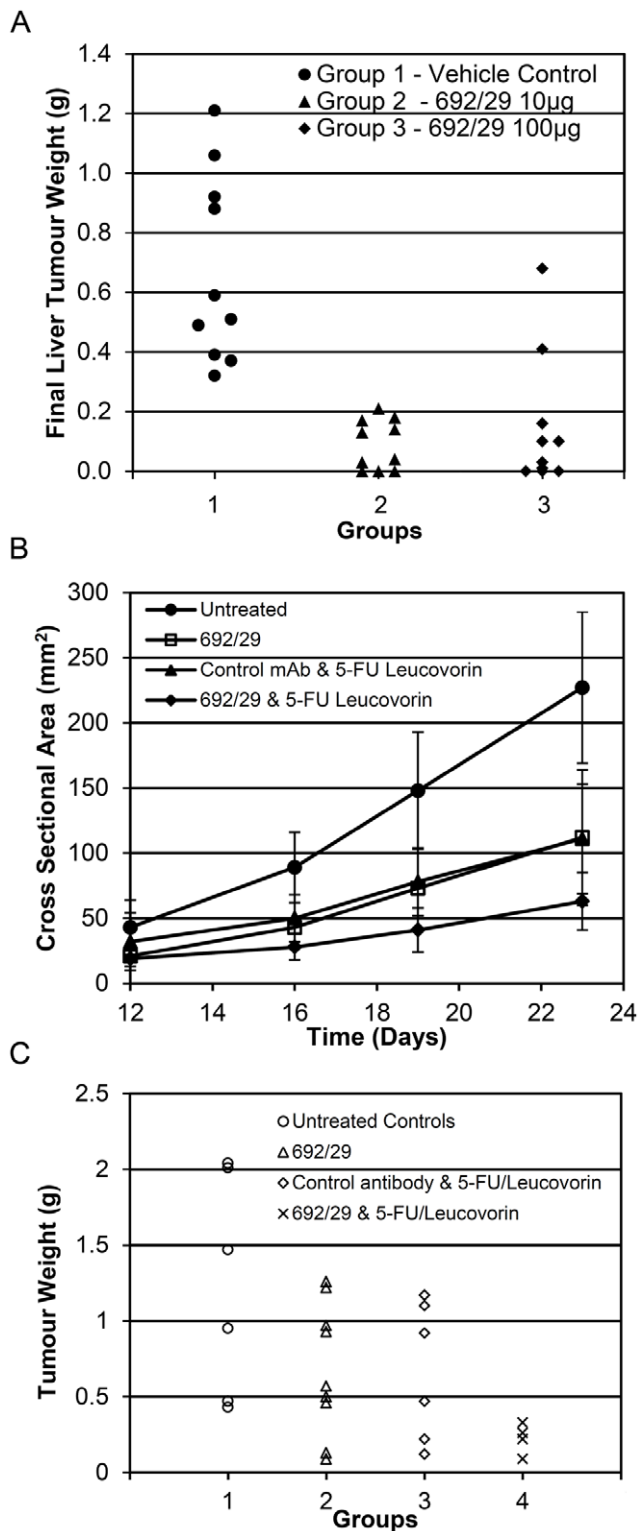 A
Final Liver Tumour Weight (g)
1.4
1.2
1.0
0.8
0.6
0.4
0.2
0.0
Group 1 - Vehicle Control
Group 2 - 692/29 10µg
Group 3 - 692/29 100µg
1 2 3
Groups
B
Cross Sectional Area (mm2)
300
250
200
150
100
50
0
Untreated
692/29
Control mAb & 5-FU Leucovorin
692/29 & 5-FU Leucovorin
12 14 16 18 20 22 24
Time (Days)
C
Tumour Weight (g)
2.5
2
1.5
1
0.5
0
Untreated Controls
692/29
Control antibody & 5-FU/Leucovorin
692/29 & 5-FU/Leucovorin
1 2 3 4
Groups